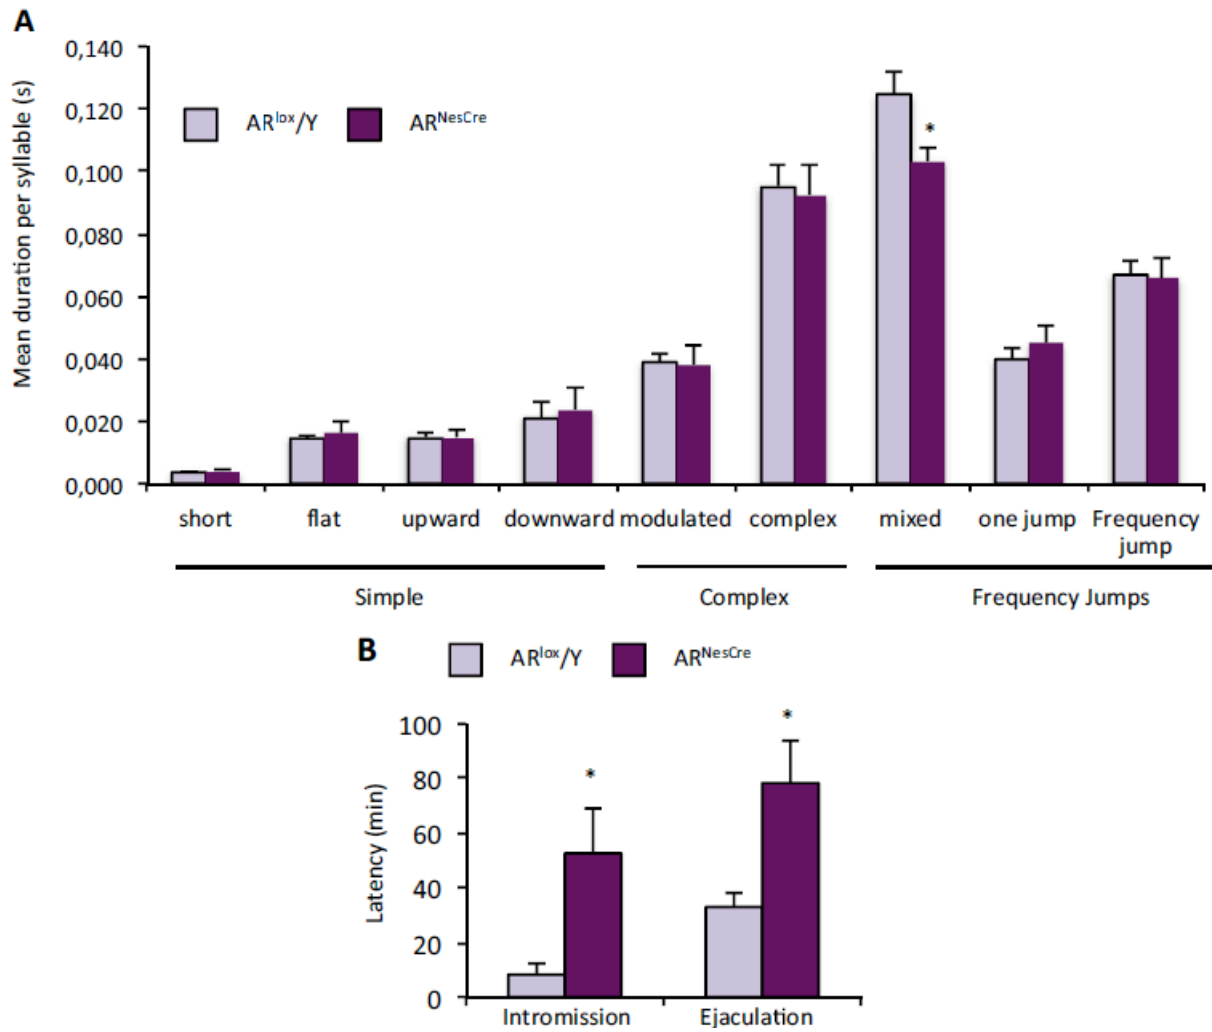 A
Mean duration per syllable (s)
0,140
0,120
0,100
0,080
0,060
0,040
0,020
0,000
ARlox/Y ARNesCre
*
short flat upward downward modulated complex mixed one jump Frequency
jump
Simple Complex Frequency Jumps
B
ARlox/Y ARNesCre
Latency (min)
100
80
60
40
20
0
* *
Intromission Ejaculation